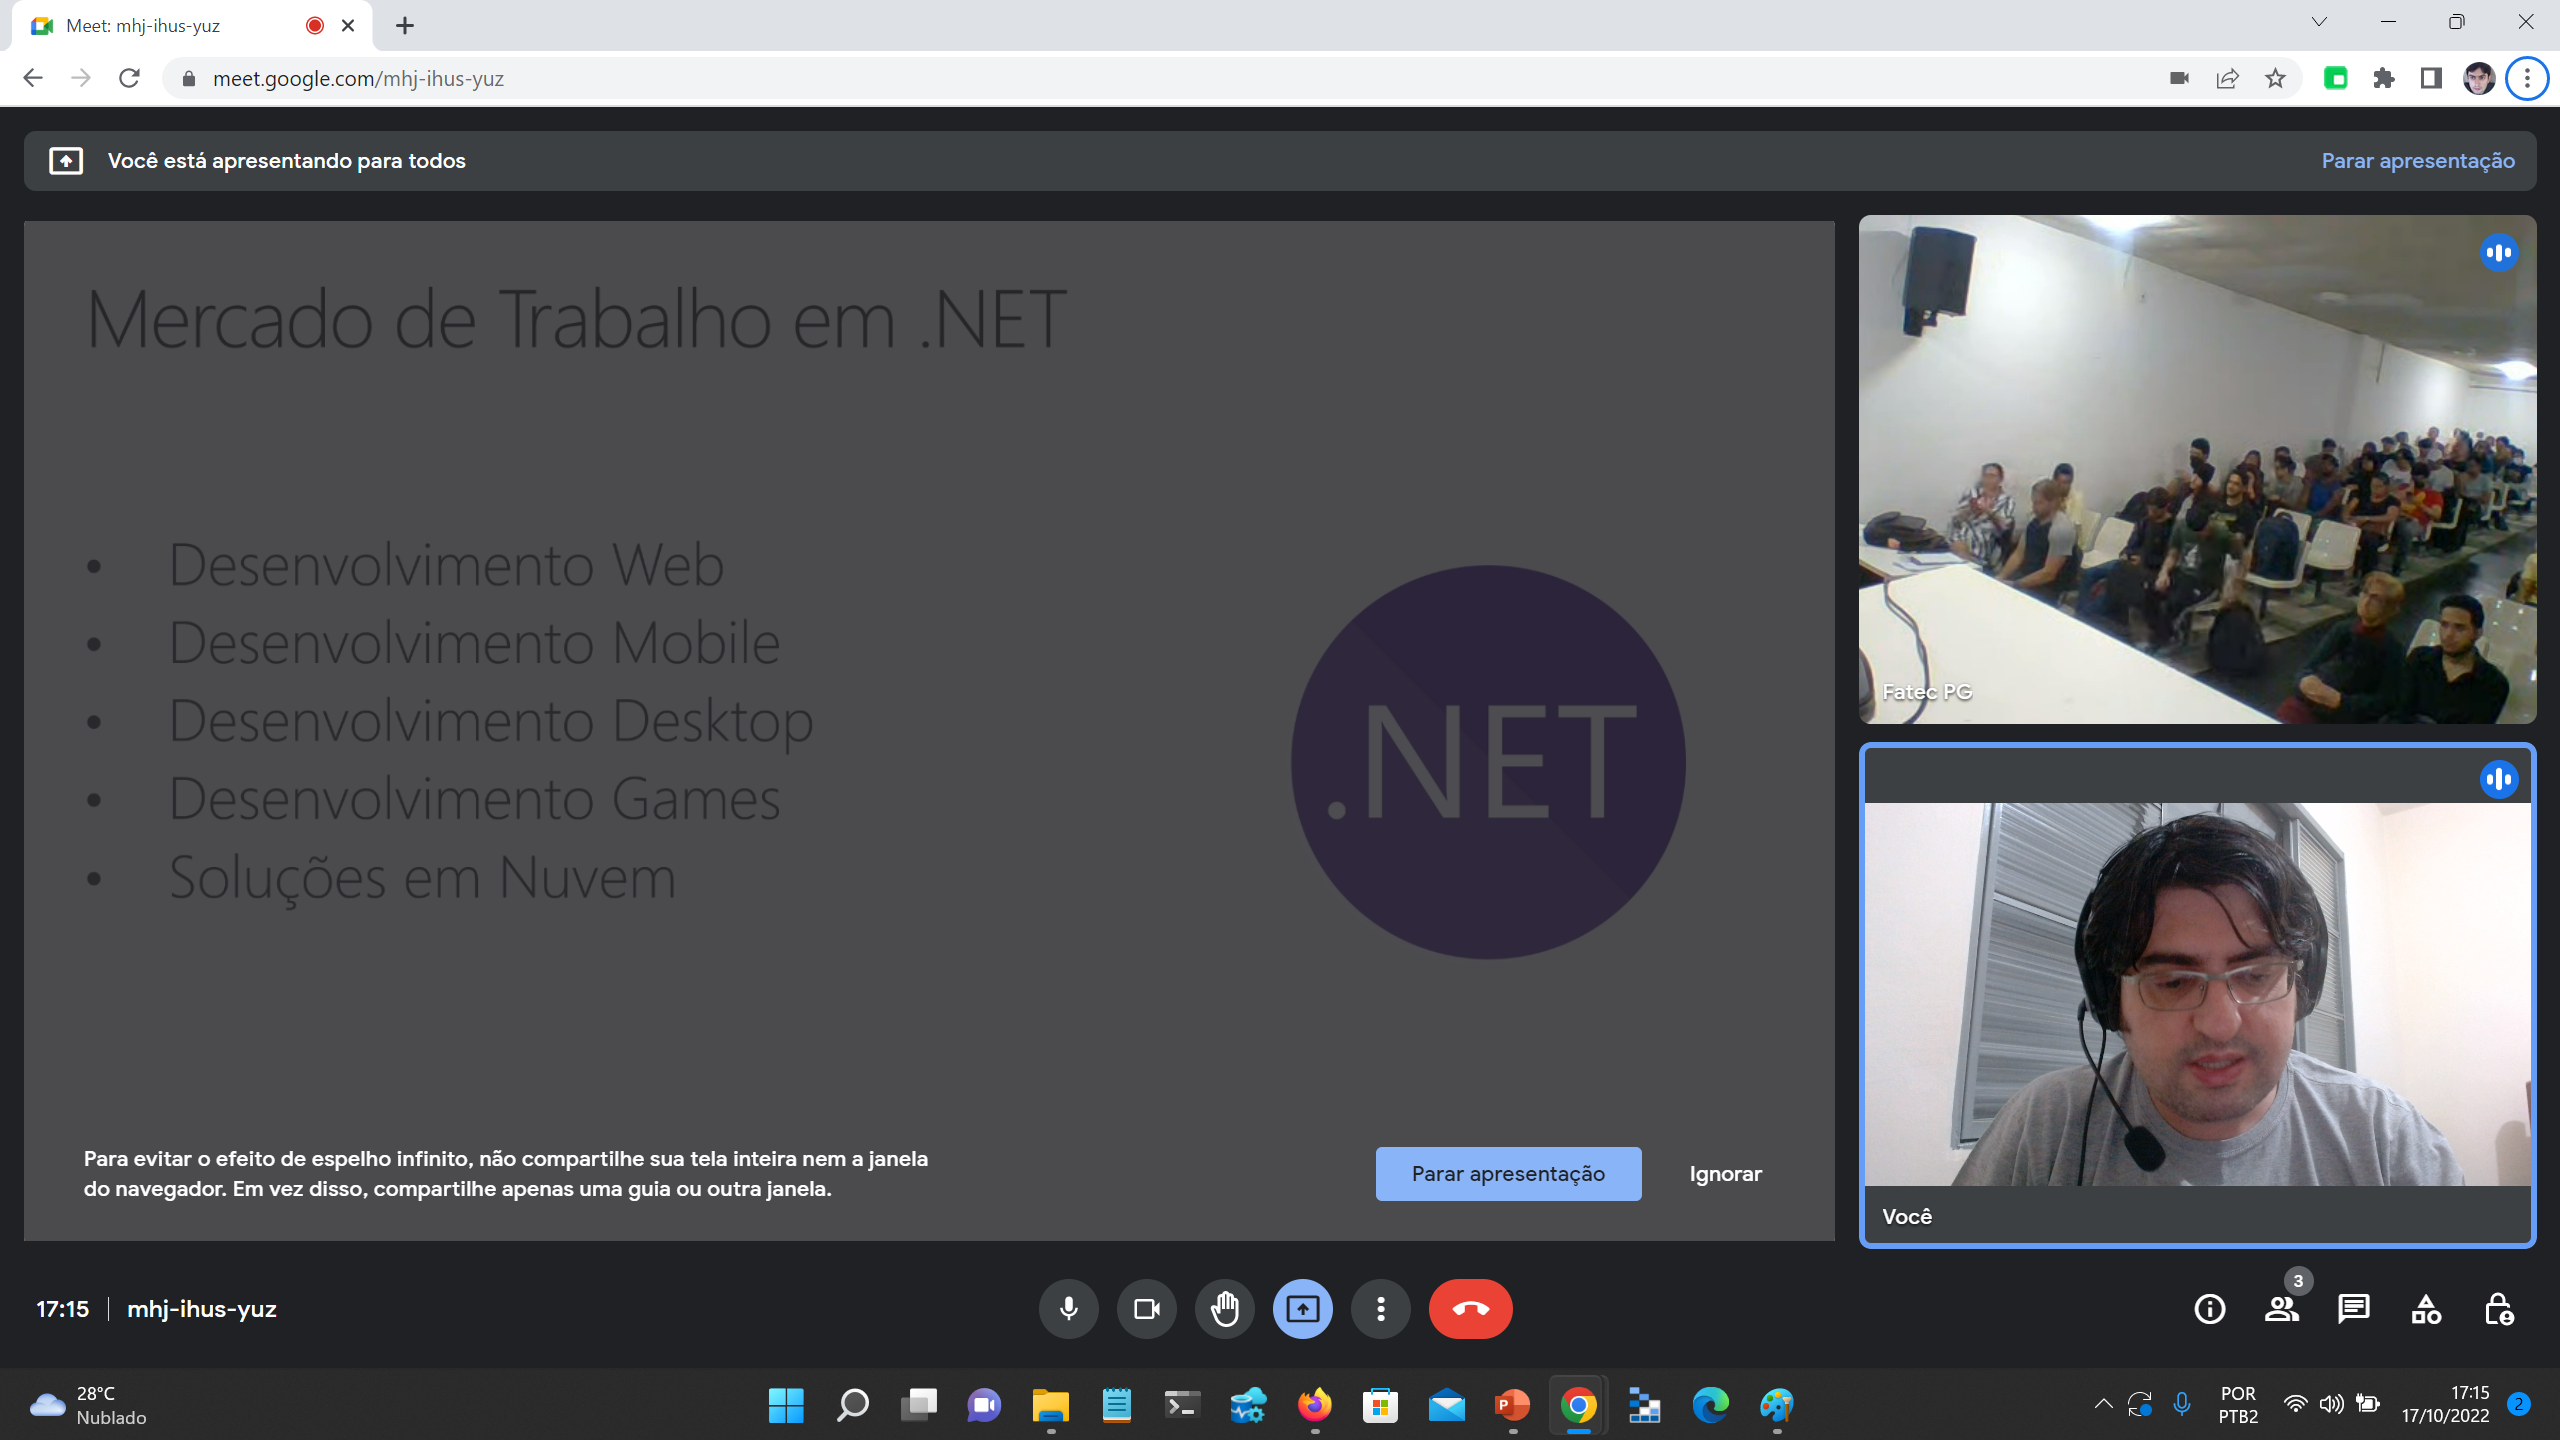 Meet: mhj-ihus-yuz
meet.google.com/mhj-ihus-yuz
Você está apresentando para todos
Parar apresentação
Mercado de Trabalho em .NET
• Desenvolvimento Web
• Desenvolvimento Mobile
• Desenvolvimento Desktop
• Desenvolvimento Games
• Soluções em Nuvem
.NET
Para evitar o efeito de espelho infinito, não compartilhe sua tela inteira nem a janela
do navegador. Em vez disso, compartilhe apenas uma guia ou outra janela.
Parar apresentação
Ignorar
Fatec PG
Você
17:15
mhj-ihus-yuz
3
28°C
Nublado
P
POR
PTB2
17:15
17/10/2022
2